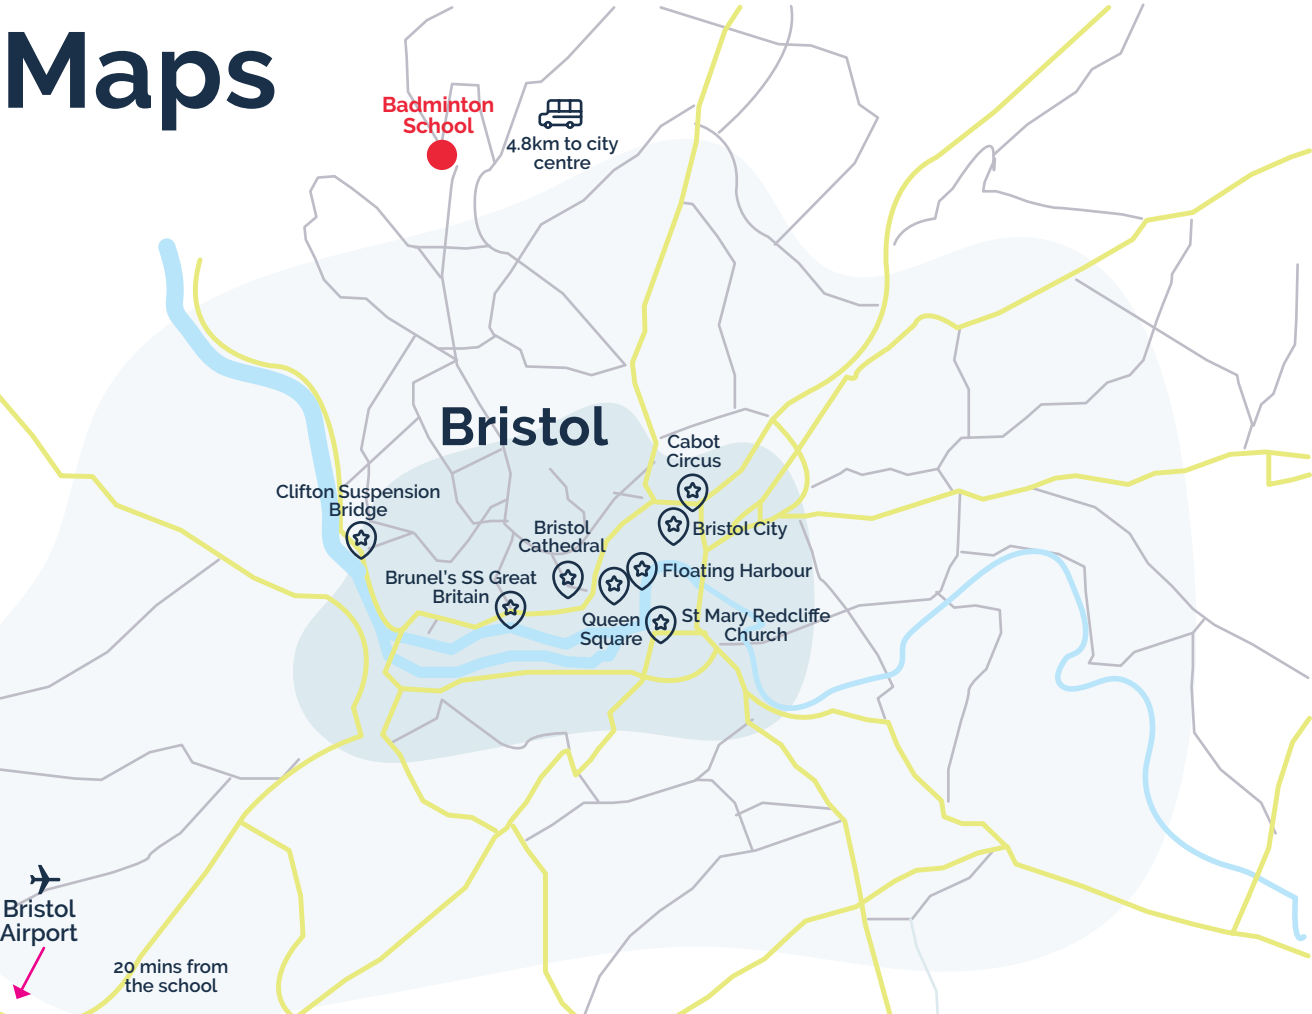 Maps
Badminton
School
4.8km to city
centre
Bristol
Cabot
Circus
Clifton Suspension
Bridge
Bristol
Cathedral
Bristol City
Brunel's SS Great
Britain
Floating Harbour
Queen
Square
St Mary Redcliffe
Church
Bristol
Airport
20 mins from
the school